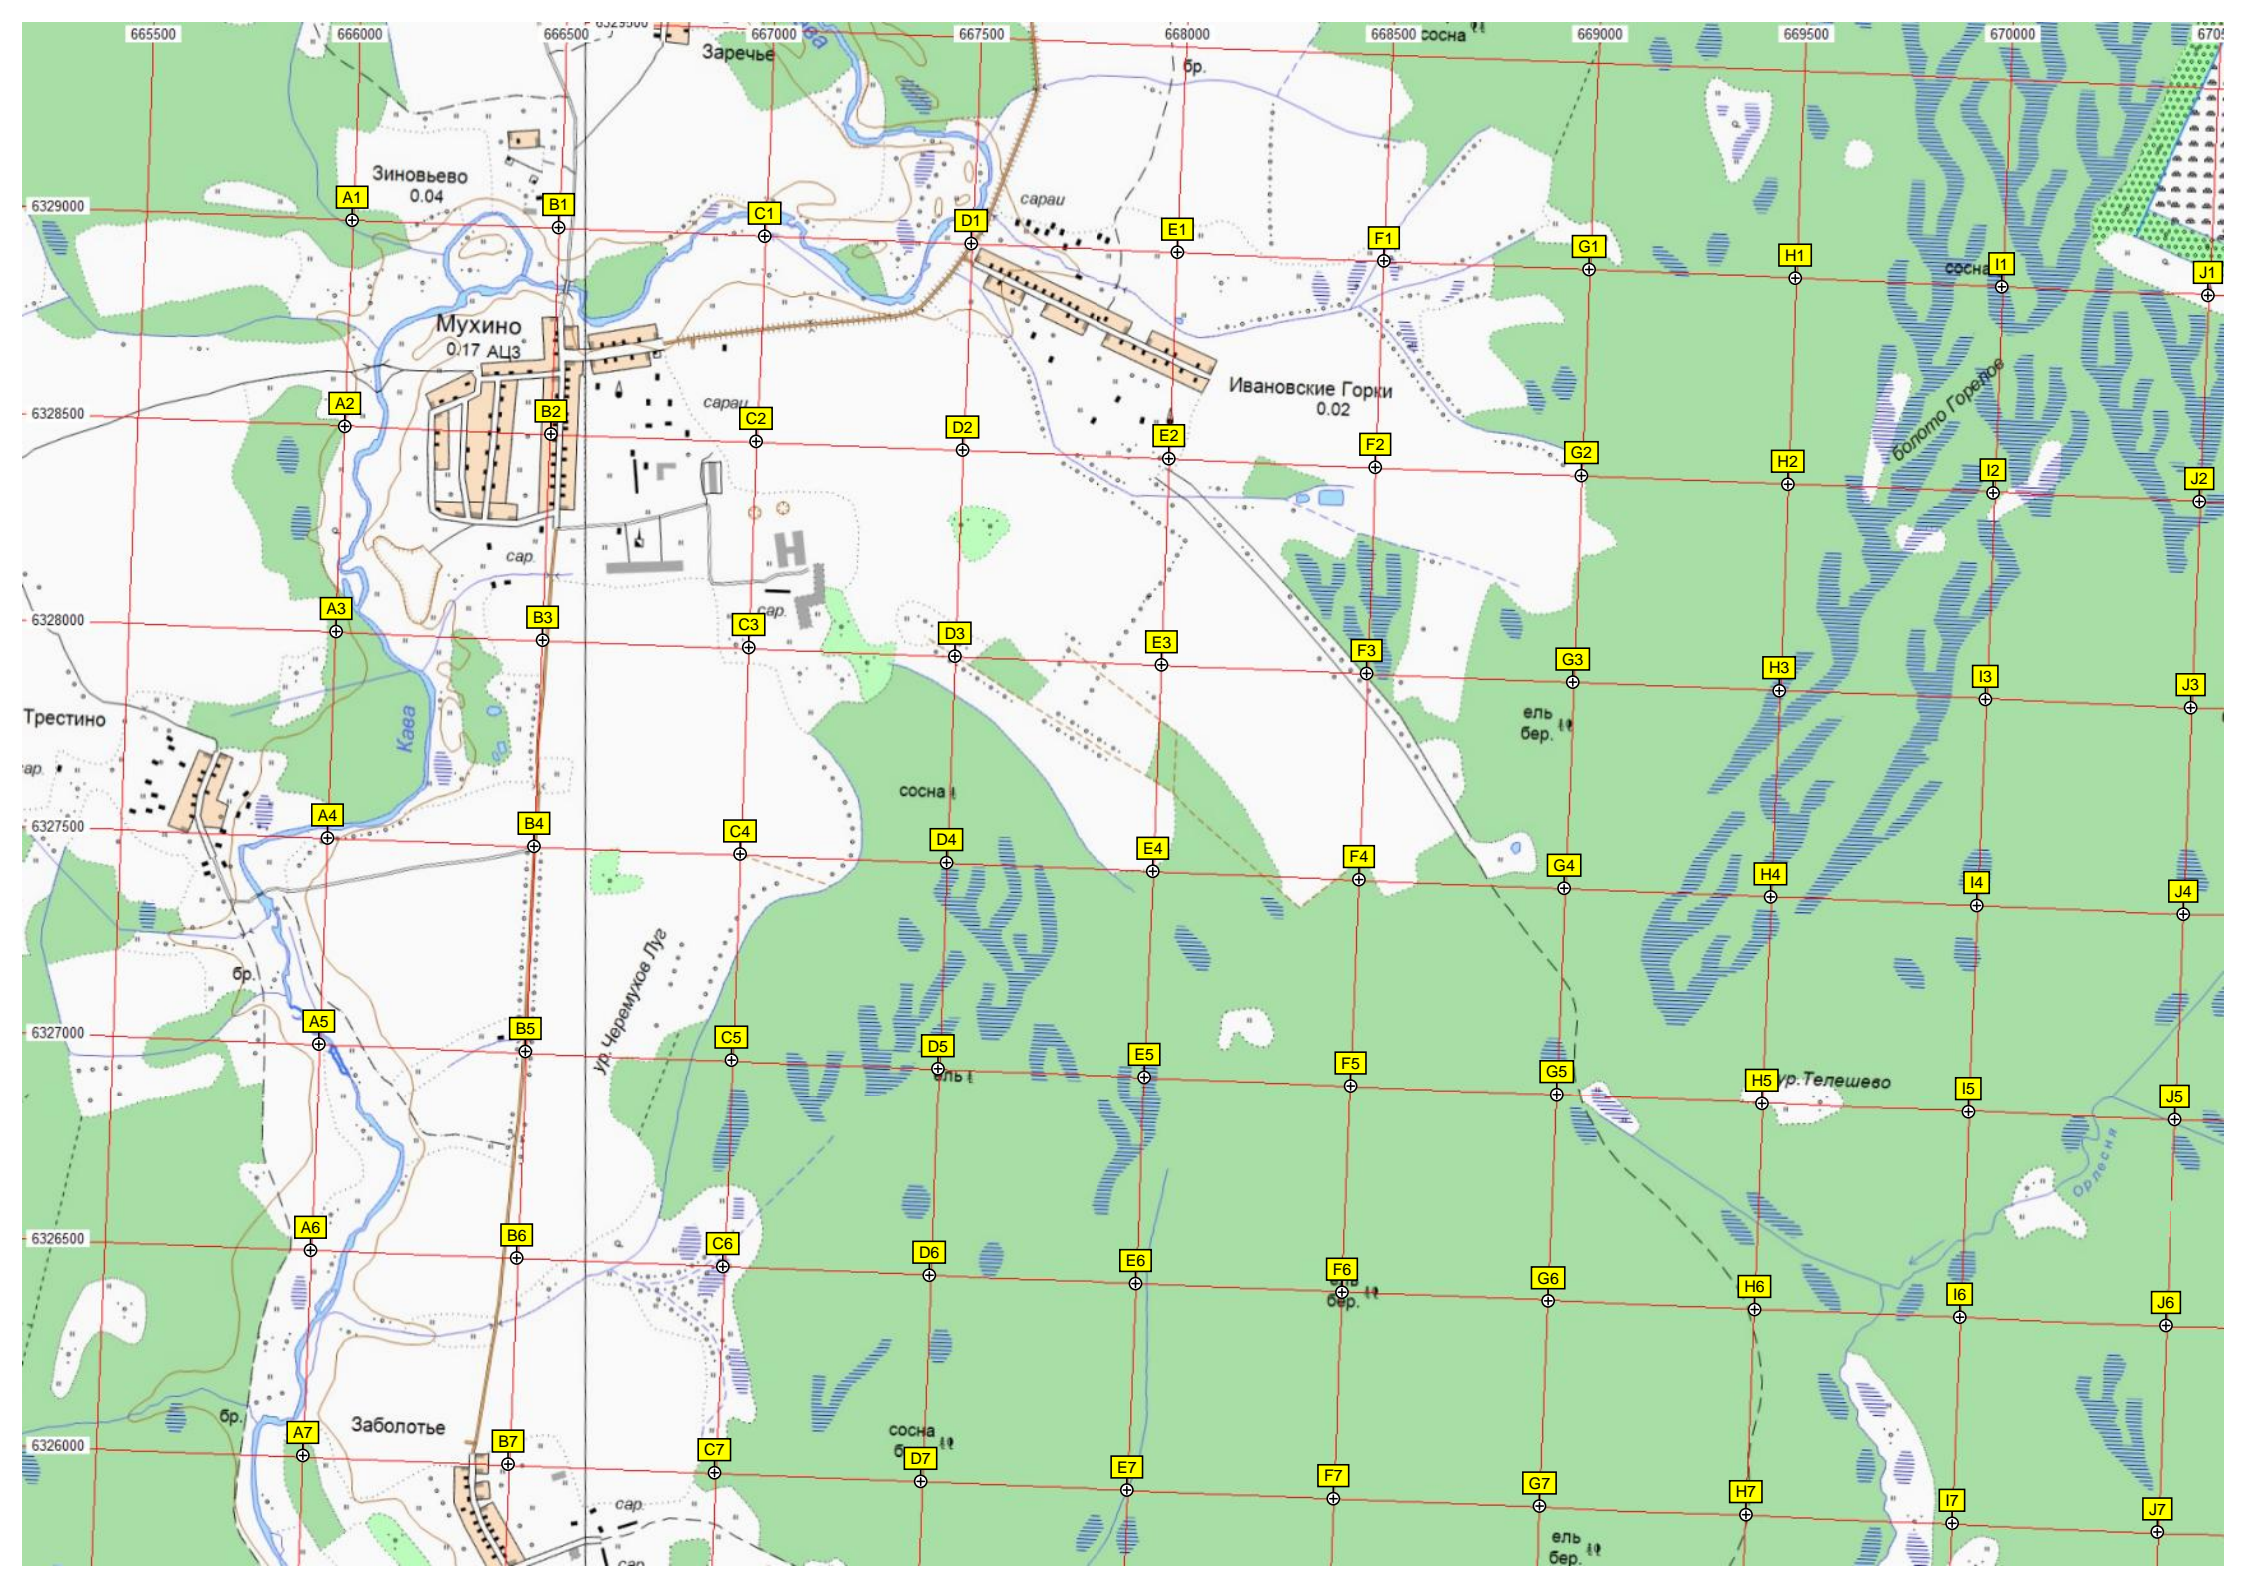 6329500
665500 666000 666500 667000 667500 668000 668500 669000 669500 670000
Заречье
сосна
бр.
Зиновьево
0.04
сараи
6329000
A1 B1 C1 D1 E1 F1 G1 H1 I1 J1
сосна
Мухино
0.17 АЦЗ
Ивановские Горки
0.02
болото Горелов
сараи
6328500
A2 B2 C2 D2 E2 F2 G2 H2 I2 J2
сар.
сар.
6328000
A3 B3 C3 D3 E3 F3 G3 H3 I3 J3
Трестино
Кава
ель
бер.
сосна
6327500
A4 B4 C4 D4 E4 F4 G4 H4 I4 J4
ур. Черемухов Луг
бр.
6327000
A5 B5 C5 D5 E5 F5 G5 H5 I5 J5
ель
ур.Телешево
Орлесня
6326500
A6 B6 C6 D6 E6 F6 G6 H6 I6 J6
бер.
бр.
Заболотье
сосна
6326000
A7 B7 C7 D7 E7 F7 G7 H7 I7 J7
сар.
ель
бер.
сар.